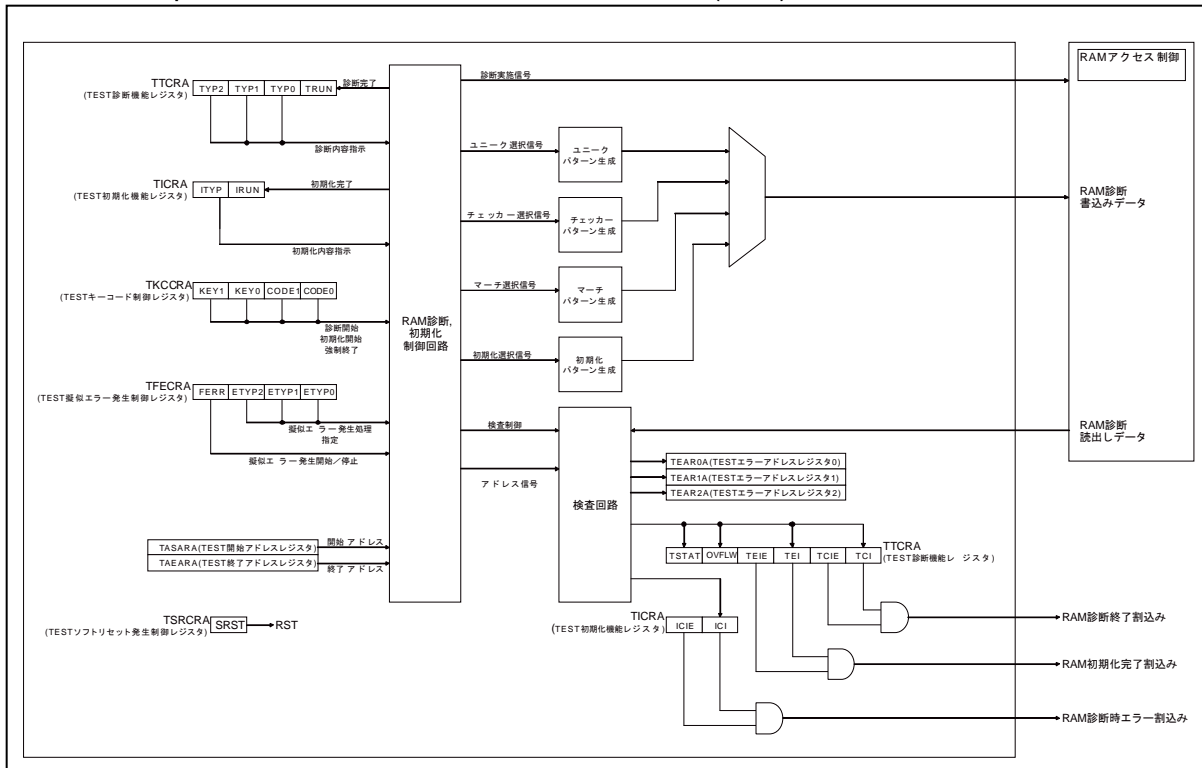 TTCRA
(TEST診断機能レジスタ)
TYP2 TYP1 TYP0 TRUN
診断完了
診断内容指示
TICRA
(TEST初期化機能レジスタ)
ITYP IRUN
初期化完了
初期化内容指示
TKCCRA
(TESTキーコード制御レジスタ)
KEY1 KEY0 CODE1 CODE0
診断開始
初期化開始
強制終了
TFECRA
(TEST擬似エラー発生制御レジスタ)
FERR ETYP2 ETYP1 ETYP0
擬似エ ラー発生処理
指定
擬似エ ラー発生開始／停止
TASARA(TEST開始アドレスレジスタ)
開始 アドレス
TAEARA(TEST終了アドレスレジスタ)
終了 アドレス
TSRCRA
(TESTソフトリセット発生制御レジスタ)
SRST
RST
RAM診断,
初期化
制御回路
診断実施信号
ユニーク 選択信号
ユニーク
パターン生成
チェッカー選択信号
チェッカー
パターン生成
マーチ選択信号
マーチ
パターン生成
初期化選択信号
初期化
パターン生成
検査制御
アドレス信号
検査回路
TEAR0A(TESTエラーアドレスレジスタ0)
TEAR1A(TESTエラーアドレスレジスタ1)
TEAR2A(TESTエラーアドレスレジスタ2)
TSTAT OVFLW TEIE TEI TCIE TCI
TTCRA
(TEST診断機能レ ジスタ)
TICRA
(TEST初期化機能レジスタ)
ICIE ICI
RAMアクセス 制御
RAM診断
書込みデータ
RAM診断
読出しデータ
RAM診断終了割込み
RAM初期化完了割込み
RAM診断時エラー割込み